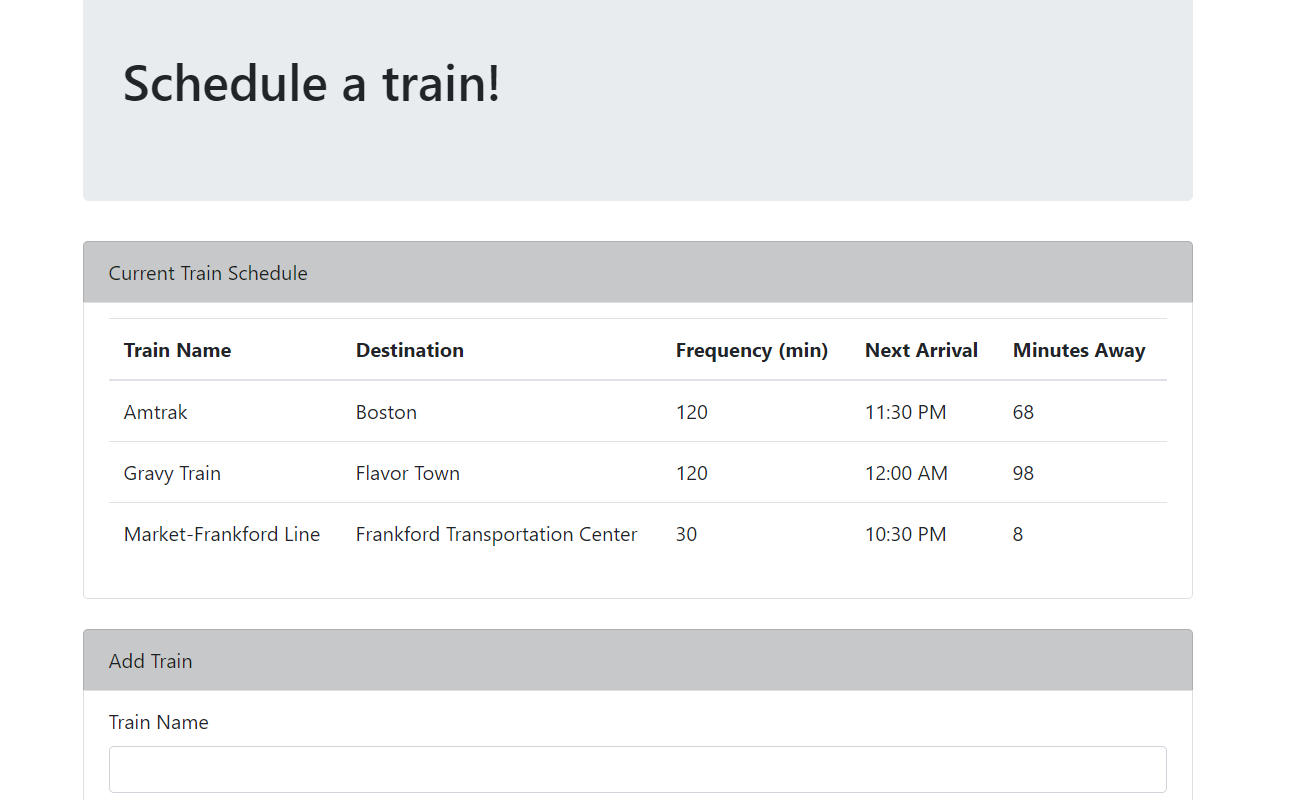 Schedule a train!
Current Train Schedule
Train Name Destination Frequency (min) Next Arrival Minutes Away
Amtrak Boston 120 11:30 PM 68
Gravy Train Flavor Town 120 12:00 AM 98
Market-Frankford Line Frankford Transportation Center 30 10:30 PM 8
Add Train
Train Name